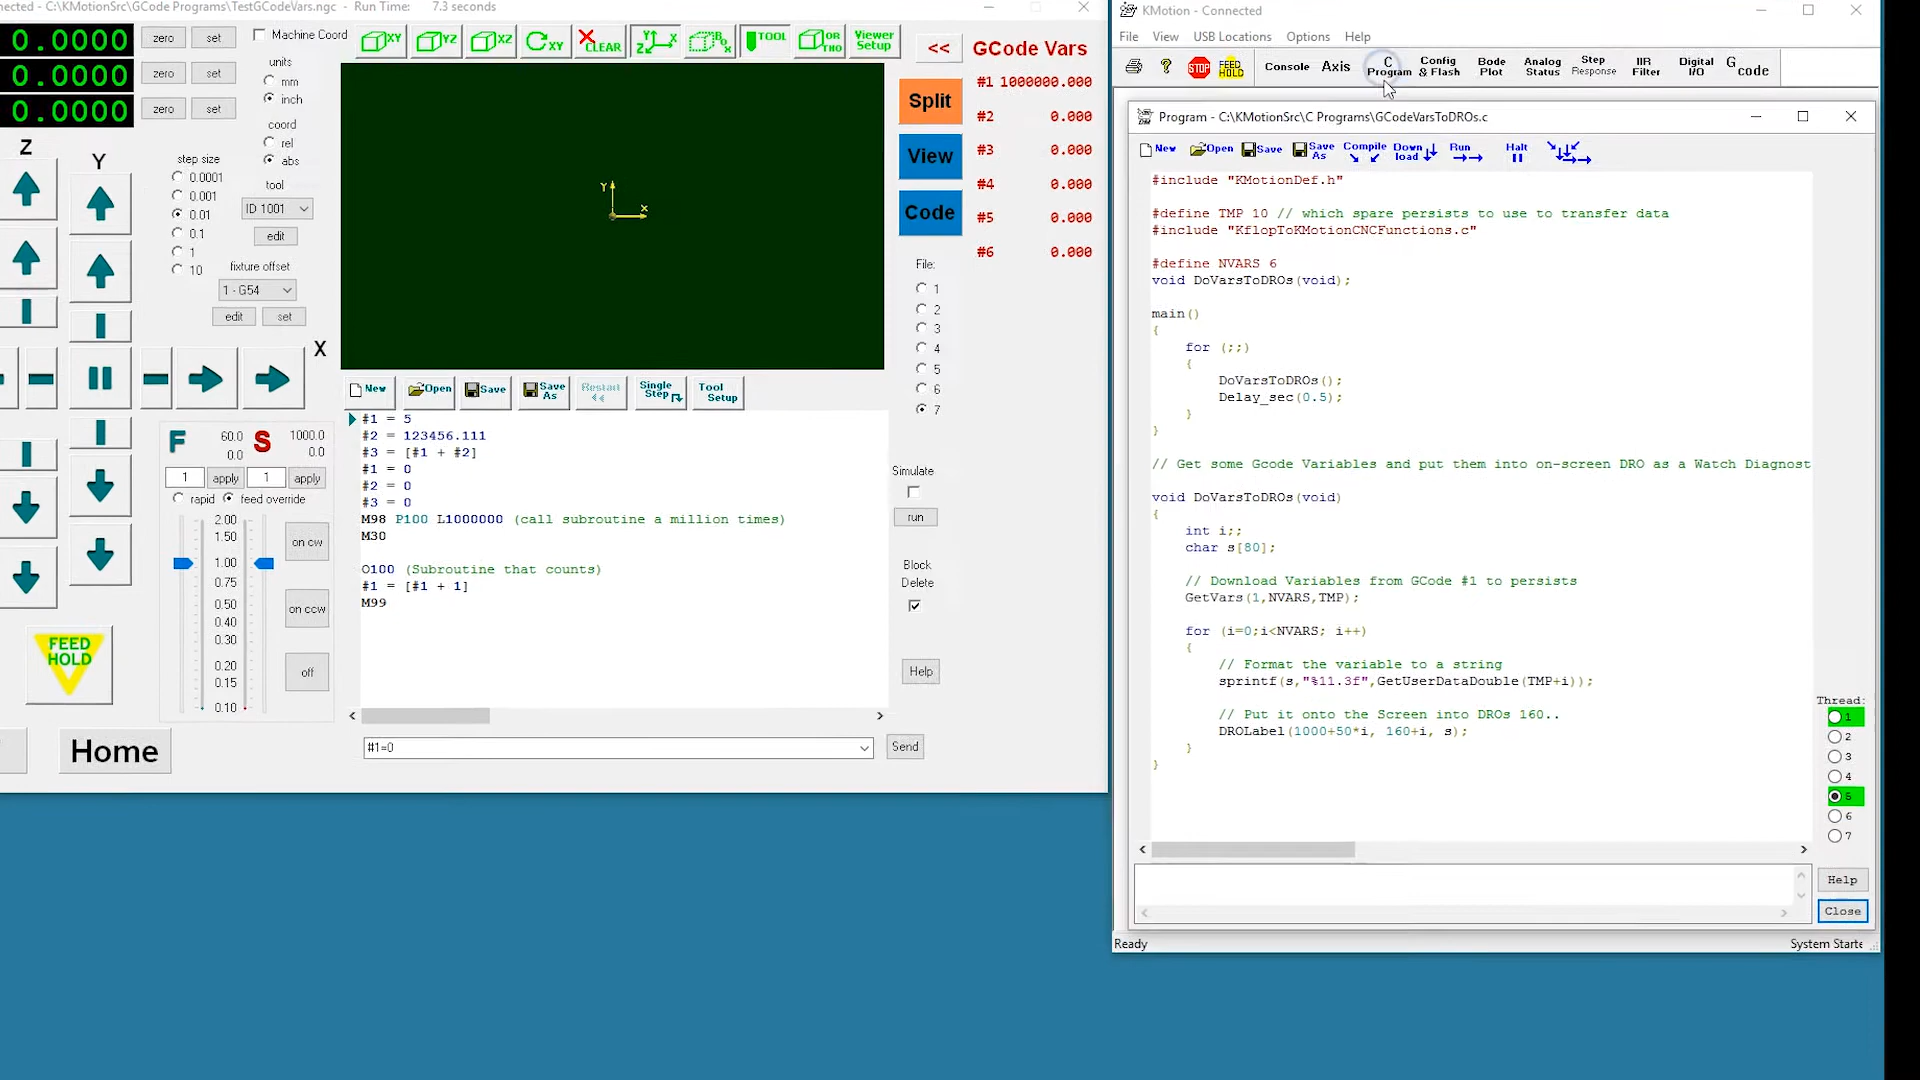 nected - C:\KMotionSrc\GCode Programs\TestGCodeVars.ngc - Run Time: 7.3 seconds
0.0000 zero set
0.0000 zero set
0.0000 zero set
Machine Coord
units
mm
inch
coord
rel
abs
step size
0.0001
0.001
0.01
0.1
1
10
tool
ID 1001
edit
fixture offset
1 - G54
edit set
Z
Y
X
XY YZ XZ XY CLEAR Z Y X B TOOL OR THO Viewer Setup
Y
X
<<
GCode Vars
#1 1000000.000
#2 0.000
#3 0.000
#4 0.000
#5 0.000
#6 0.000
Split
View
Code
File:
1
2
3
4
5
6
7
New Open Save Save As Restart << Single Step Tool Setup
#1 = 5
#2 = 123456.111
#3 = [#1 + #2]
#1 = 0
#2 = 0
#3 = 0
M98 P100 L1000000 (call subroutine a million times)
M30
O100 (Subroutine that counts)
#1 = [#1 + 1]
M99
Simulate
run
Block
Delete
Help
F 60.0 S 1000.0
0.0 0.0
1 apply 1 apply
rapid feed override
2.00
1.50
1.00
0.75
0.50
0.40
0.30
0.20
0.15
0.10
on cw
on ccw
off
FEED
HOLD
Home
#1=0
Send
KMotion - Connected
File View USB Locations Options Help
? STOP FEED HOLD Console Axis C Program Config & Flash Bode Plot Analog Status Step Response IIR Filter Digital I/O G code
Program - C:\KMotionSrc\C Programs\GCodeVarsToDROs.c
New Open Save Save As Compile Down load Run Halt
#include "KMotionDef.h"
#define TMP 10 // which spare persists to use to transfer data
#include "KflopToKMotionCNCFunctions.c"
#define NVARS 6
void DoVarsToDROs(void);
main()
{
for (;;)
{
DoVarsToDROs();
Delay_sec(0.5);
}
}
// Get some Gcode Variables and put them into on-screen DRO as a Watch Diagnost
void DoVarsToDROs(void)
{
int i;;
char s[80];
// Download Variables from GCode #1 to persists
GetVars(1,NVARS,TMP);
for (i=0;i<NVARS; i++)
{
// Format the variable to a string
sprintf(s,"%11.3f",GetUserDataDouble(TMP+i));
// Put it onto the Screen into DROs 160..
DROLabel(1000+50*i, 160+i, s);
}
}
Thread:
1
2
3
4
5
6
7
Help
Close
Ready System Starte